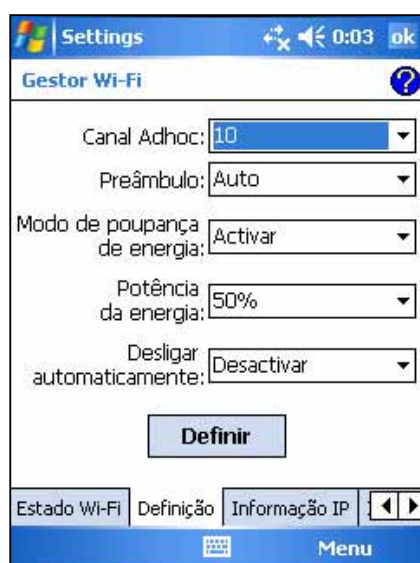 Settings 0:03 ok
Gestor Wi-Fi ?
Canal Adhoc: 10
Preâmbulo: Auto
Modo de poupança
de energia: Activar
Potência
da energia: 50%
Desligar
automaticamente: Desactivar
Definir
Estado Wi-Fi Definição Informação IP
Menu